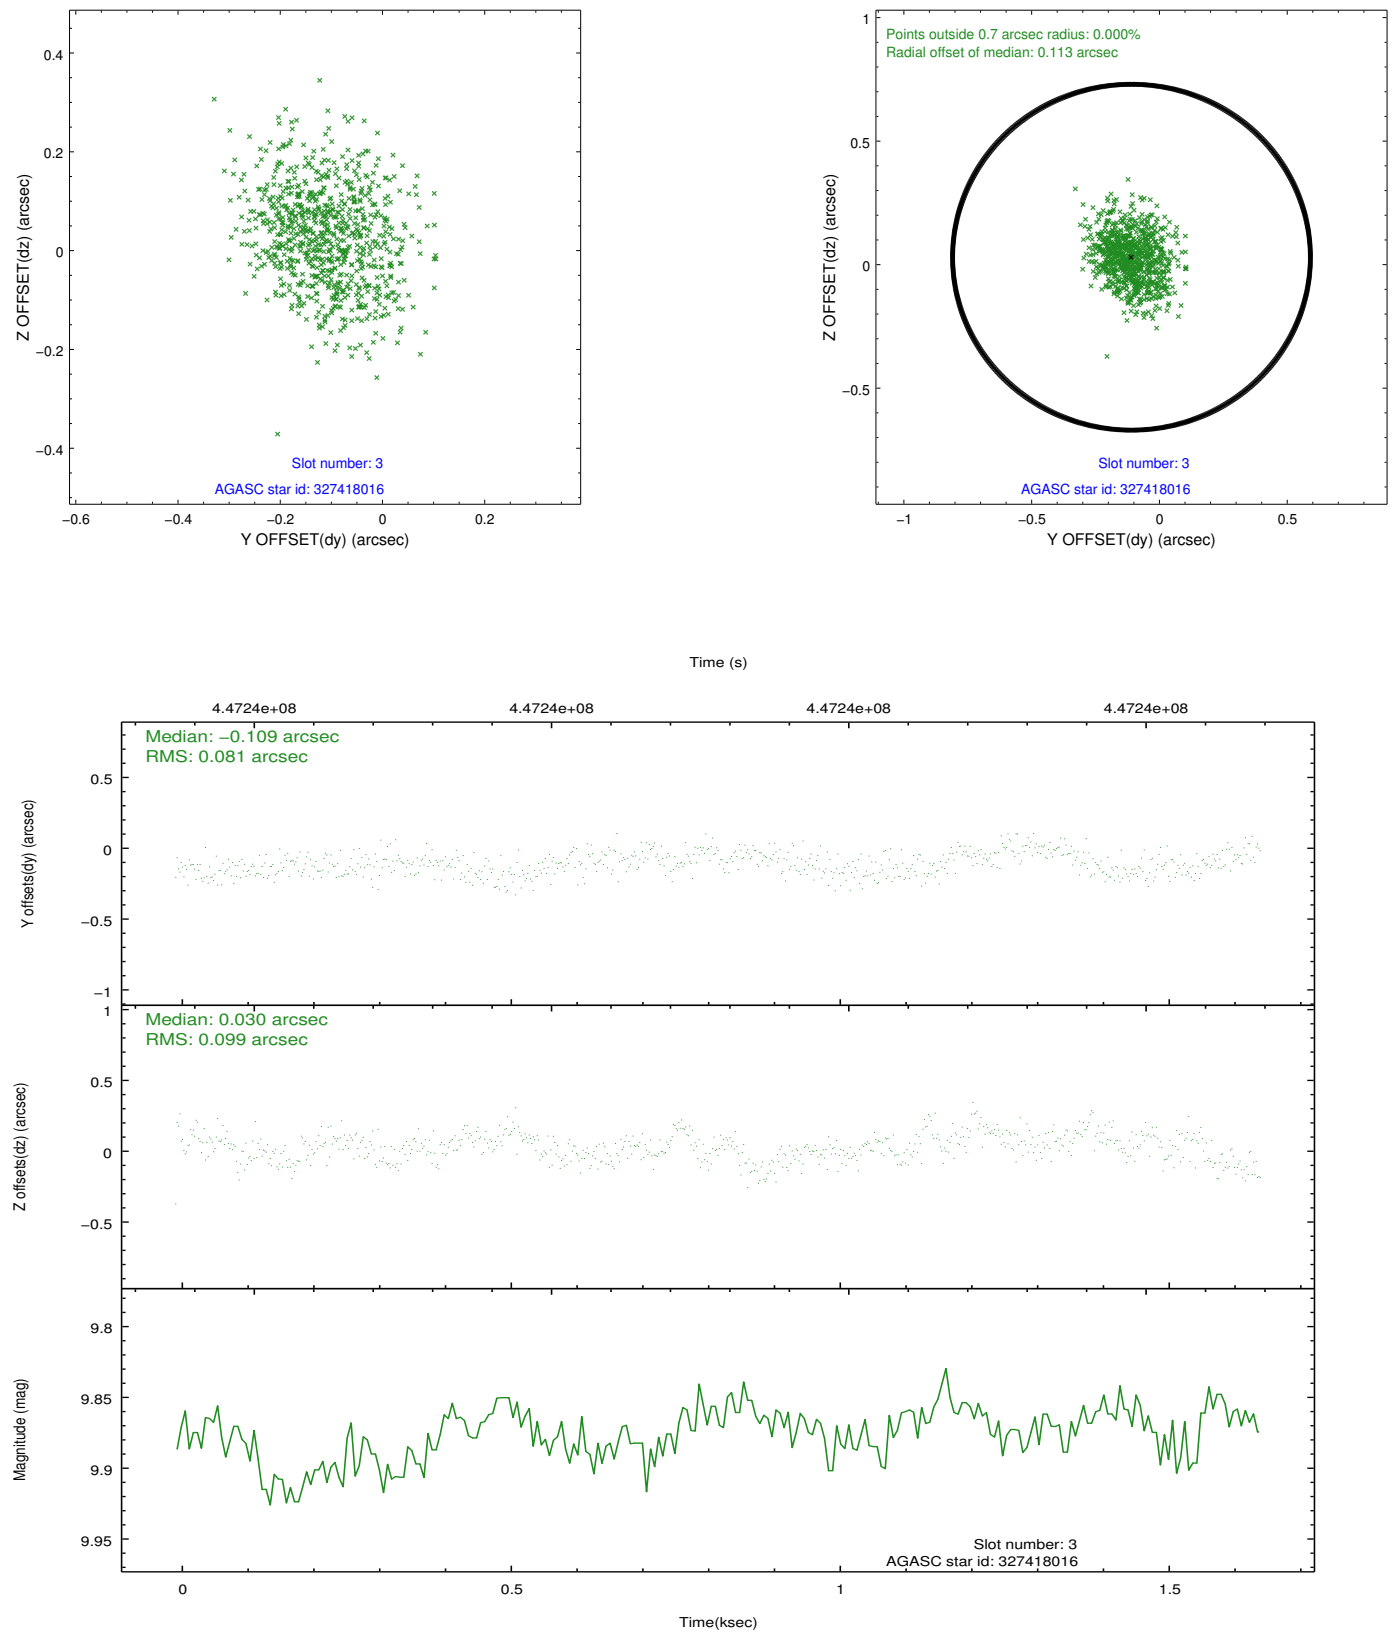 0.4
0.2
0
−0.2
−0.4
Z OFFSET(dz) (arcsec)
Slot number: 3
AGASC star id: 327418016
−0.6
−0.4
−0.2
0
0.2
Y OFFSET(dy) (arcsec)
Points outside 0.7 arcsec radius: 0.000%
Radial offset of median: 0.113 arcsec
1
0.5
0
−0.5
Z OFFSET(dz) (arcsec)
Slot number: 3
AGASC star id: 327418016
−1
−0.5
0
0.5
Y OFFSET(dy) (arcsec)
Time (s)
4.4724e+08
4.4724e+08
4.4724e+08
4.4724e+08
Median: −0.109 arcsec
RMS: 0.081 arcsec
0.5
0
−0.5
−1
Y offsets(dy) (arcsec)
Median: 0.030 arcsec
RMS: 0.099 arcsec
1
0.5
0
−0.5
Z offsets(dz) (arcsec)
9.8
9.85
9.9
9.95
Magnitude (mag)
Slot number: 3
AGASC star id: 327418016
0
0.5
1
1.5
Time(ksec)